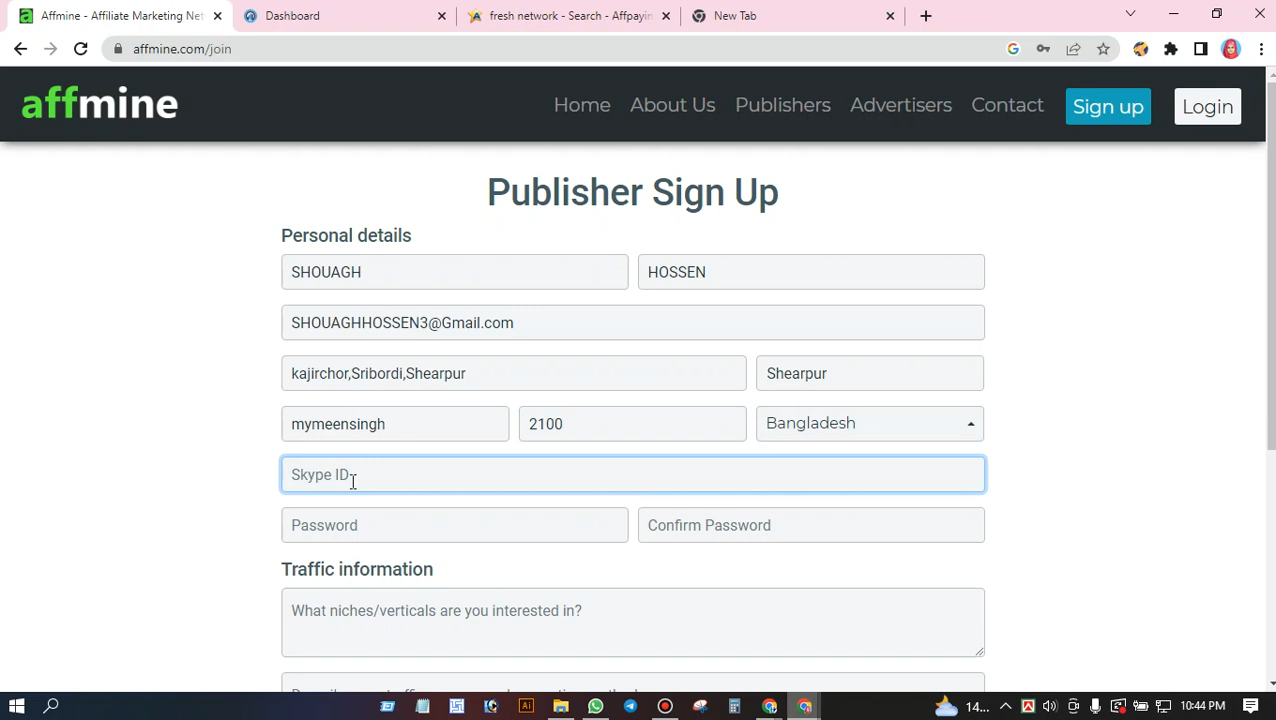 Affmine - Affiliate Marketing Net
Dashboard
fresh network - Search - Affpayin
New Tab
affmine.com/join
affmine
Home
About Us
Publishers
Advertisers
Contact
Sign up
Login
Publisher Sign Up
Personal details
SHOUAGH
HOSSEN
SHOUAGHHOSSEN3@Gmail.com
kajirchor,Sribordi,Shearpur
Shearpur
mymeensingh
2100
Bangladesh
Skype ID
Password
Confirm Password
Traffic information
What niches/verticals are you interested in?
14...
10:44 PM